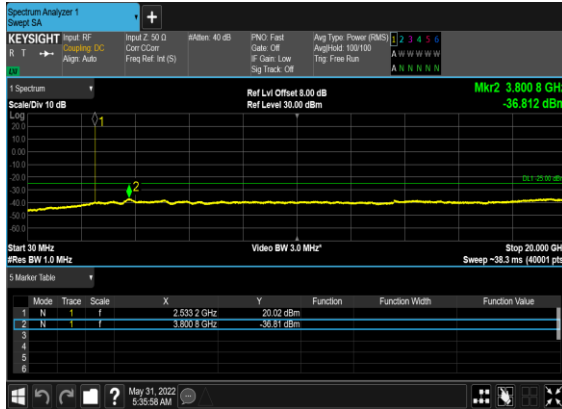 Spectrum Analyzer 1
Swept SA
+
KEYSIGHT Input: RF Input Z: 50 Ω #Atten: 40 dB PNO: Fast Avg Type: Power (RMS) 1 2 3 4 5 6
R T Coupling: DC Corr CCorr Gate: Off Avg|Hold: 100/100 A W W W W W
Align: Auto Freq Ref: Int (S) IF Gain: Low Trig: Free Run
LU Sig Track: Off A N N N N N
1 Spectrum Ref Lvl Offset 8.00 dB Mkr2 3.800 8 GHz
Scale/Div 10 dB Ref Level 30.00 dBm -36.812 dBm
Log
20.0
10.0
0.00
-10.0
-20.0
-30.0
-40.0
-50.0
-60.0
1
2
DL1 -25.00 dBm
Start 30 MHz Video BW 3.0 MHz* Stop 20.000 GHz
#Res BW 1.0 MHz Sweep ~38.3 ms (40001 pts)
5 Marker Table
Mode Trace Scale X Y Function Function Width Function Value
1 N 1 f 2.533 2 GHz 20.02 dBm
2 N 1 f 3.800 8 GHz -36.81 dBm
3
4
5
6
? May 31, 2022
5:35:58 AM